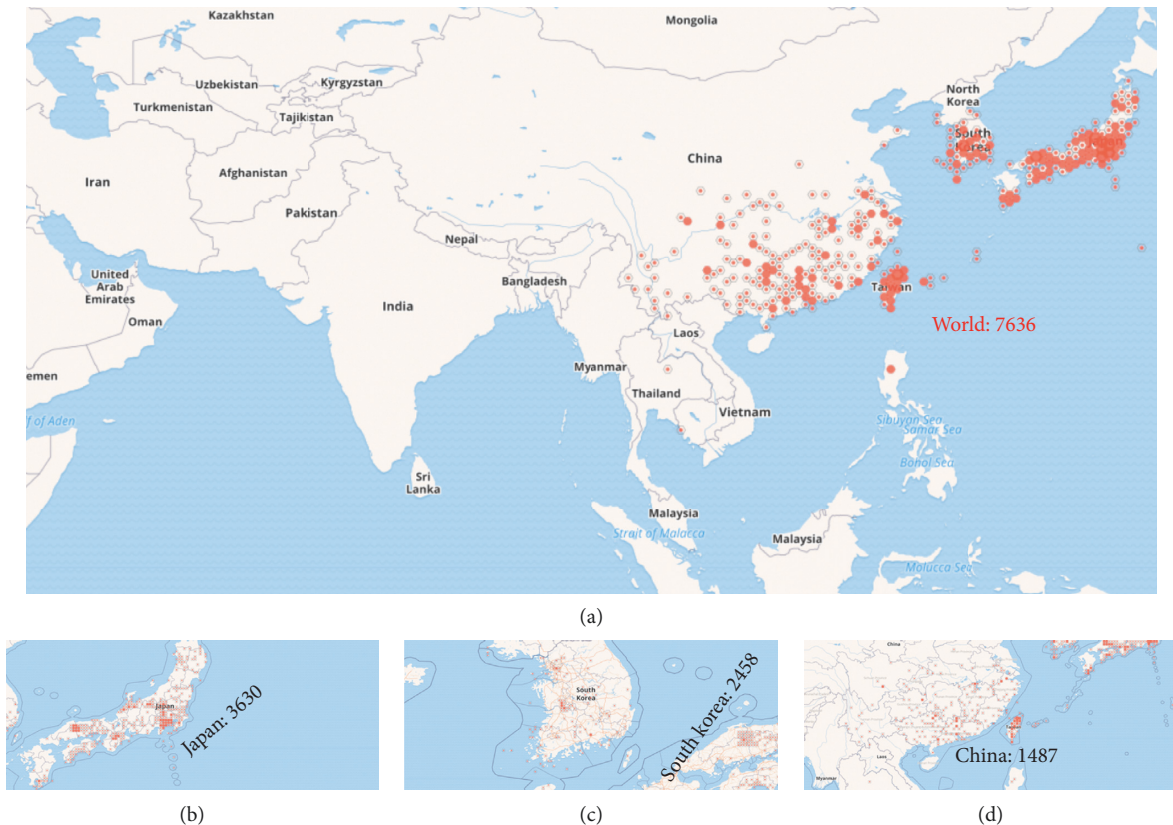 Kazakhstan
Mongolia
Uzbekistan
Kyrgyzstan
Turkmenistan
Tajikistan
North
Korea
South
Korea
China
Afghanistan
Iran
Pakistan
Nepal
United
Arab
Emirates
Bangladesh
India
Taiwan
Oman
World: 7636
Laos
emen
Myanmar
Thailand
Vietnam
f of Aden
Sibuyan Sea
Samar Sea
Bohol Sea
Sri
Lanka
Malaysia
Strait of Malacca
Malaysia
Molucca Sea
(a)
Japan
Japan: 3630
(b)
South
Korea
South korea: 2458
(c)
China
China: 1487
Laos
Myanmar
(d)